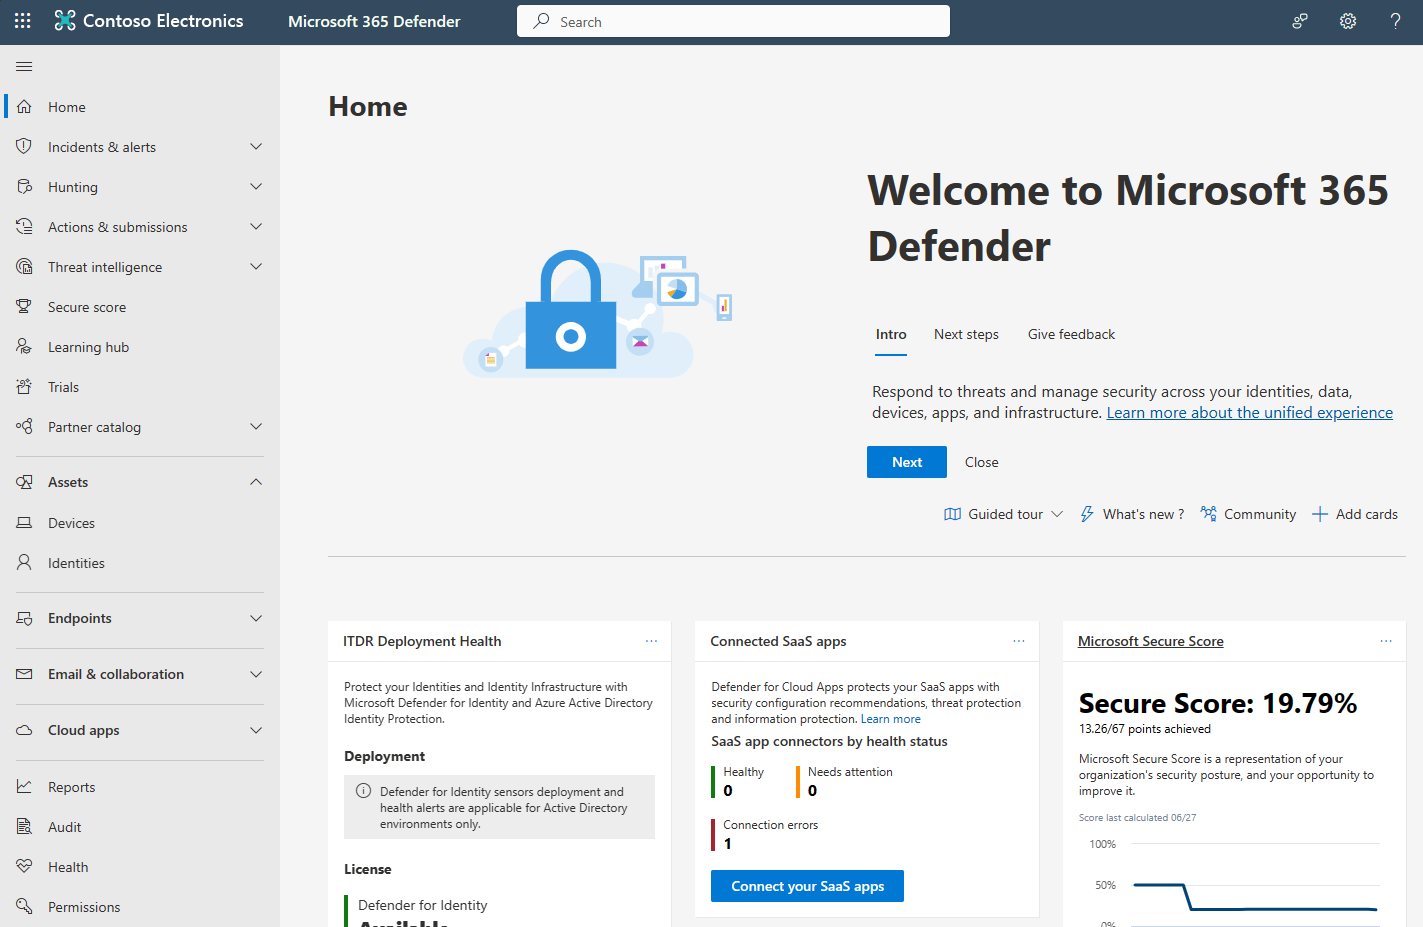 Contoso Electronics
Microsoft 365 Defender
Search
Home
Incidents & alerts
Hunting
Actions & submissions
Threat intelligence
Secure score
Learning hub
Trials
Partner catalog
Assets
Devices
Identities
Endpoints
Email & collaboration
Cloud apps
Reports
Audit
Health
Permissions
Home
Welcome to Microsoft 365
Defender
Intro
Next steps
Give feedback
Respond to threats and manage security across your identities, data,
devices, apps, and infrastructure. Learn more about the unified experience
Next
Close
Guided tour
What's new ?
Community
Add cards
ITDR Deployment Health
Protect your Identities and Identity Infrastructure with
Microsoft Defender for Identity and Azure Active Directory
Identity Protection.
Deployment
Defender for Identity sensors deployment and
health alerts are applicable for Active Directory
environments only.
License
Defender for Identity
Available
Connected SaaS apps
Defender for Cloud Apps protects your SaaS apps with
security configuration recommendations, threat protection
and information protection. Learn more
SaaS app connectors by health status
Healthy
0
Needs attention
0
Connection errors
1
Connect your SaaS apps
Microsoft Secure Score
Secure Score: 19.79%
13.26/67 points achieved
Microsoft Secure Score is a representation of your
organization's security posture, and your opportunity to
improve it.
Score last calculated 06/27
100%
50%
0%